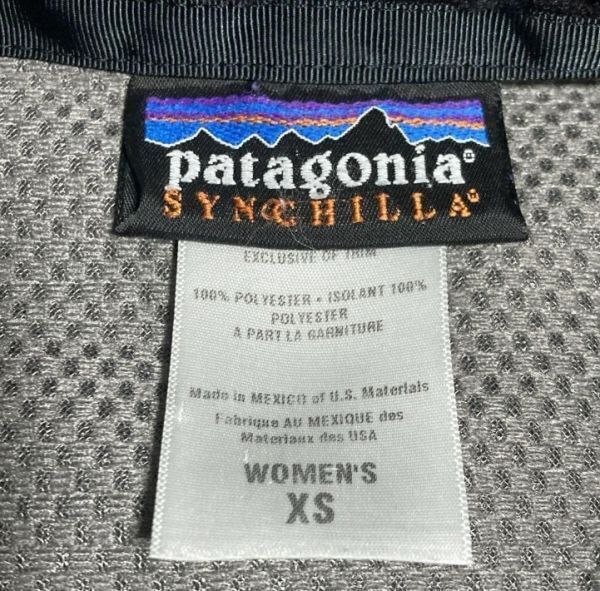 patagonia®
SYNCHILLA®
EXCLUSIVE OF TRIM
100% POLYESTER • ISOLANT 100%
POLYESTER
A PART LA GARNITURE
Made in MEXICO of U.S. Materials
Fabrique AU MEXIQUE des
Materiaux des USA
WOMEN'S
XS